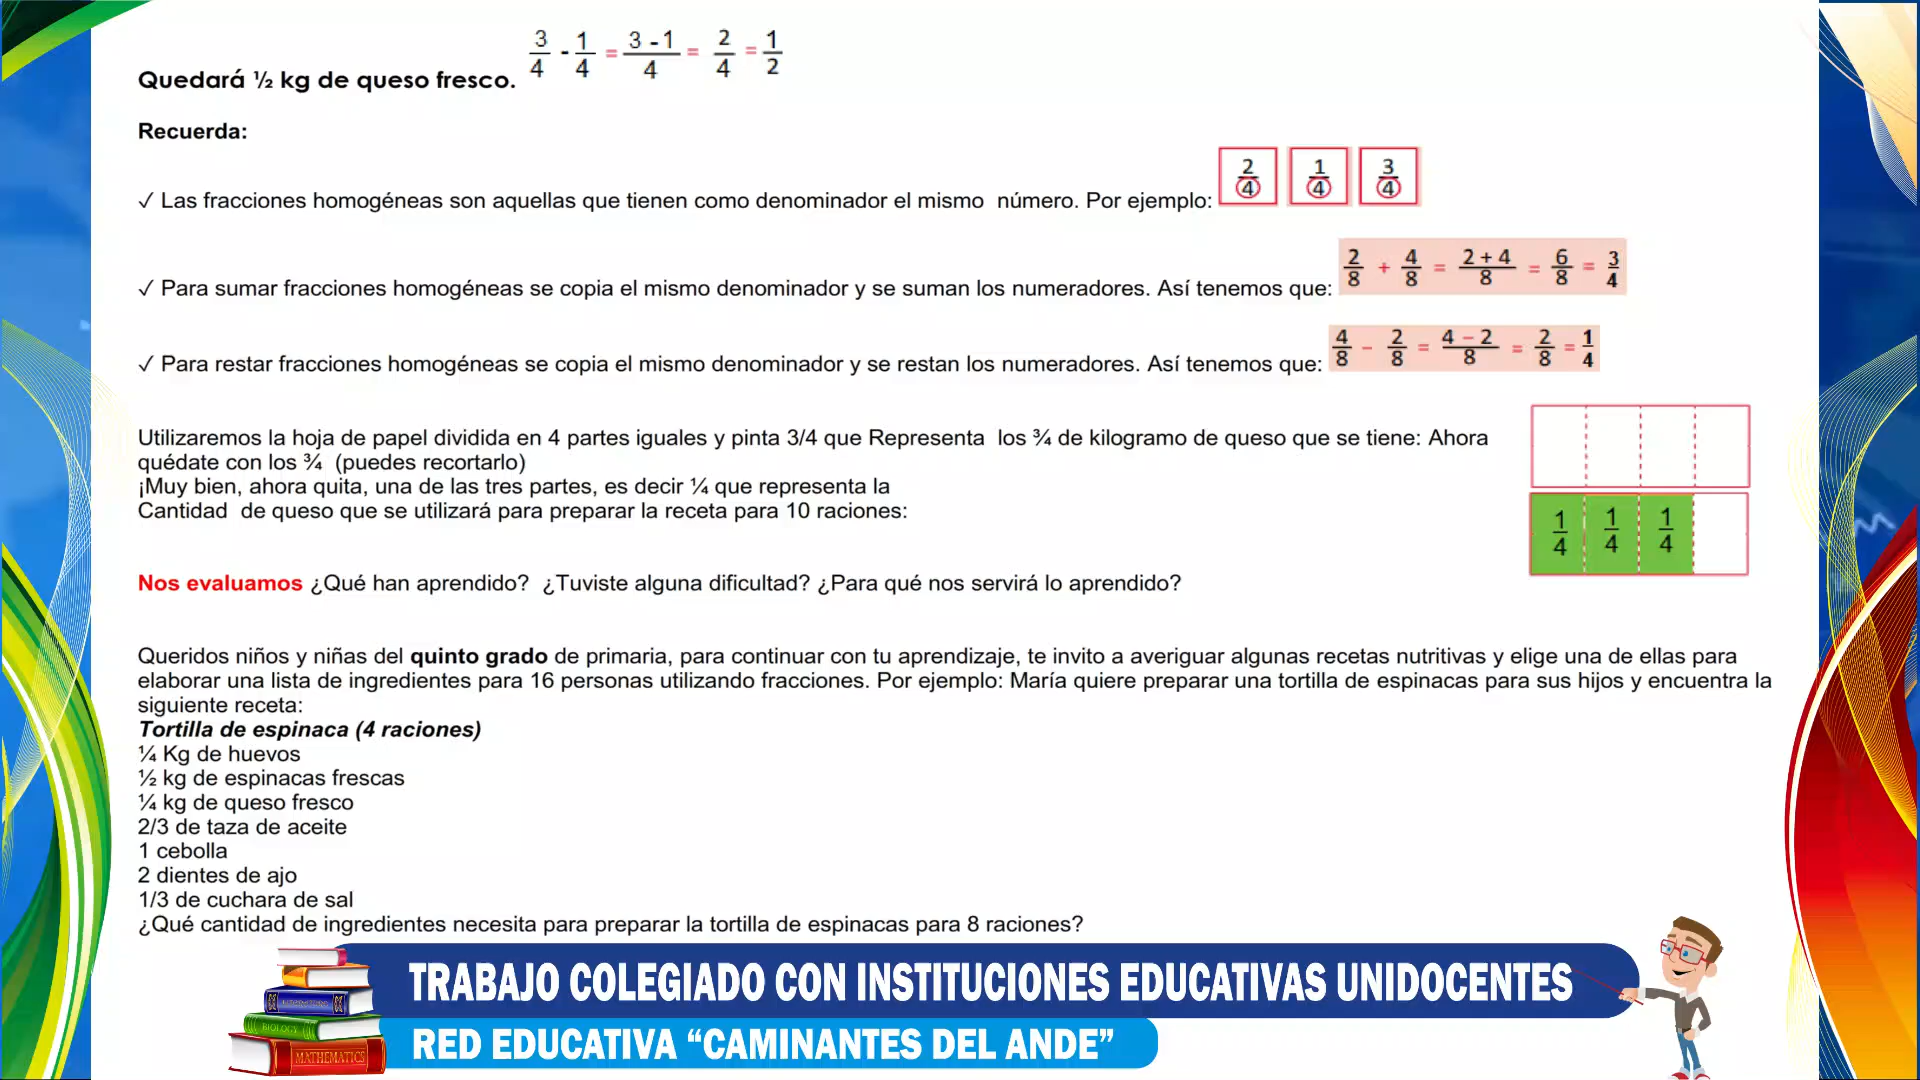 3/4 - 1/4 = 3 - 1/4 = 2/4 = 1/2
Quedará ½ kg de queso fresco.
Recuerda:
2/4 1/4 3/4
✓ Las fracciones homogéneas son aquellas que tienen como denominador el mismo número. Por ejemplo:
2/8 + 4/8 = 2 + 4/8 = 6/8 = 3/4
✓ Para sumar fracciones homogéneas se copia el mismo denominador y se suman los numeradores. Así tenemos que:
4/8 - 2/8 = 4 - 2/8 = 2/8 = 1/4
✓ Para restar fracciones homogéneas se copia el mismo denominador y se restan los numeradores. Así tenemos que:
Utilizaremos la hoja de papel dividida en 4 partes iguales y pinta 3/4 que Representa los ¾ de kilogramo de queso que se tiene: Ahora
quédate con los ¾ (puedes recortarlo)
¡Muy bien, ahora quita, una de las tres partes, es decir ¼ que representa la
Cantidad de queso que se utilizará para preparar la receta para 10 raciones:
1/4 1/4 1/4
Nos evaluamos ¿Qué han aprendido? ¿Tuviste alguna dificultad? ¿Para qué nos servirá lo aprendido?
Queridos niños y niñas del quinto grado de primaria, para continuar con tu aprendizaje, te invito a averiguar algunas recetas nutritivas y elige una de ellas para
elaborar una lista de ingredientes para 16 personas utilizando fracciones. Por ejemplo: María quiere preparar una tortilla de espinacas para sus hijos y encuentra la
siguiente receta:
Tortilla de espinaca (4 raciones)
¼ Kg de huevos
½ kg de espinacas frescas
¼ kg de queso fresco
2/3 de taza de aceite
1 cebolla
2 dientes de ajo
1/3 de cuchara de sal
¿Qué cantidad de ingredientes necesita para preparar la tortilla de espinacas para 8 raciones?
TRABAJO COLEGIADO CON INSTITUCIONES EDUCATIVAS UNIDOCENTES
RED EDUCATIVA “CAMINANTES DEL ANDE”
BIOLOGY
MATHEMATICS